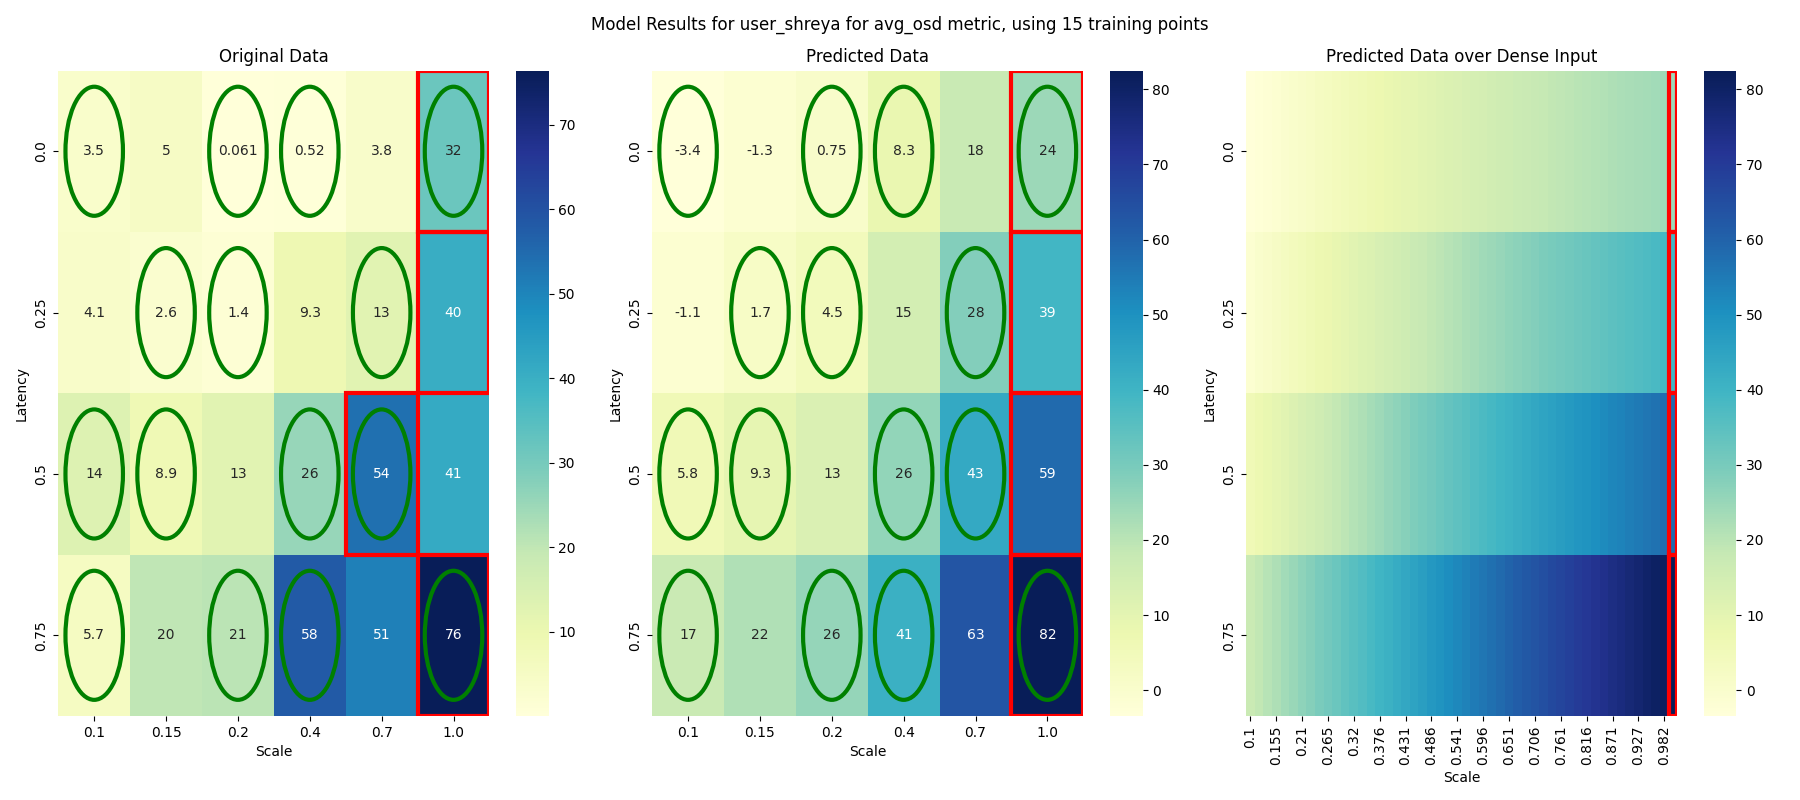 Model Results for user_shreya for avg_osd metric, using 15 training points
Original Data
Latency
0.0 3.5 5 0.061 0.52 3.8 32
0.25 4.1 2.6 1.4 9.3 13 40
0.5 14 8.9 13 26 54 41
0.75 5.7 20 21 58 51 76
0.1 0.15 0.2 0.4 0.7 1.0
Scale
70
60
50
40
30
20
10
Predicted Data
Latency
0.0 -3.4 -1.3 0.75 8.3 18 24
0.25 -1.1 1.7 4.5 15 28 39
0.5 5.8 9.3 13 26 43 59
0.75 17 22 26 41 63 82
0.1 0.15 0.2 0.4 0.7 1.0
Scale
80
70
60
50
40
30
20
10
0
Predicted Data over Dense Input
Latency
0.0
0.25
0.5
0.75
0.1 0.155 0.21 0.265 0.32 0.376 0.431 0.486 0.541 0.596 0.651 0.706 0.761 0.816 0.871 0.927 0.982
Scale
80
70
60
50
40
30
20
10
0